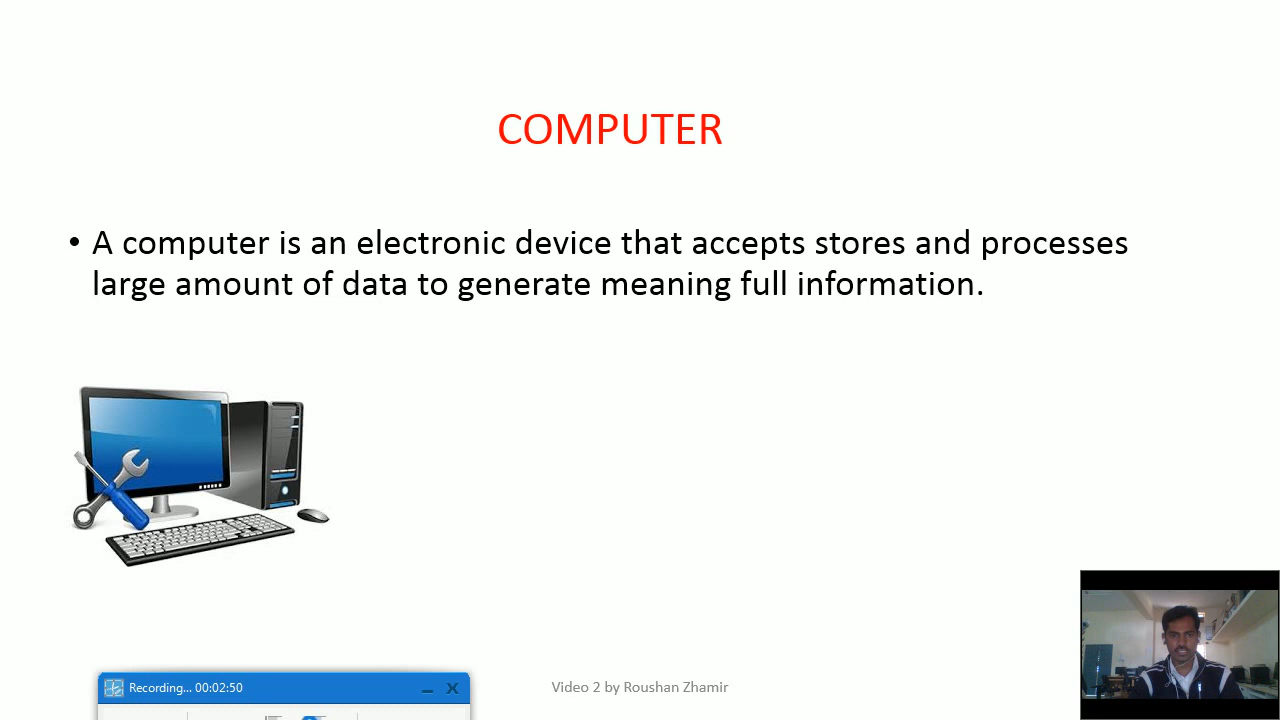 COMPUTER
• A computer is an electronic device that accepts stores and processes
large amount of data to generate meaning full information.
Recording... 00:02:50
Video 2 by Roushan Zhamir